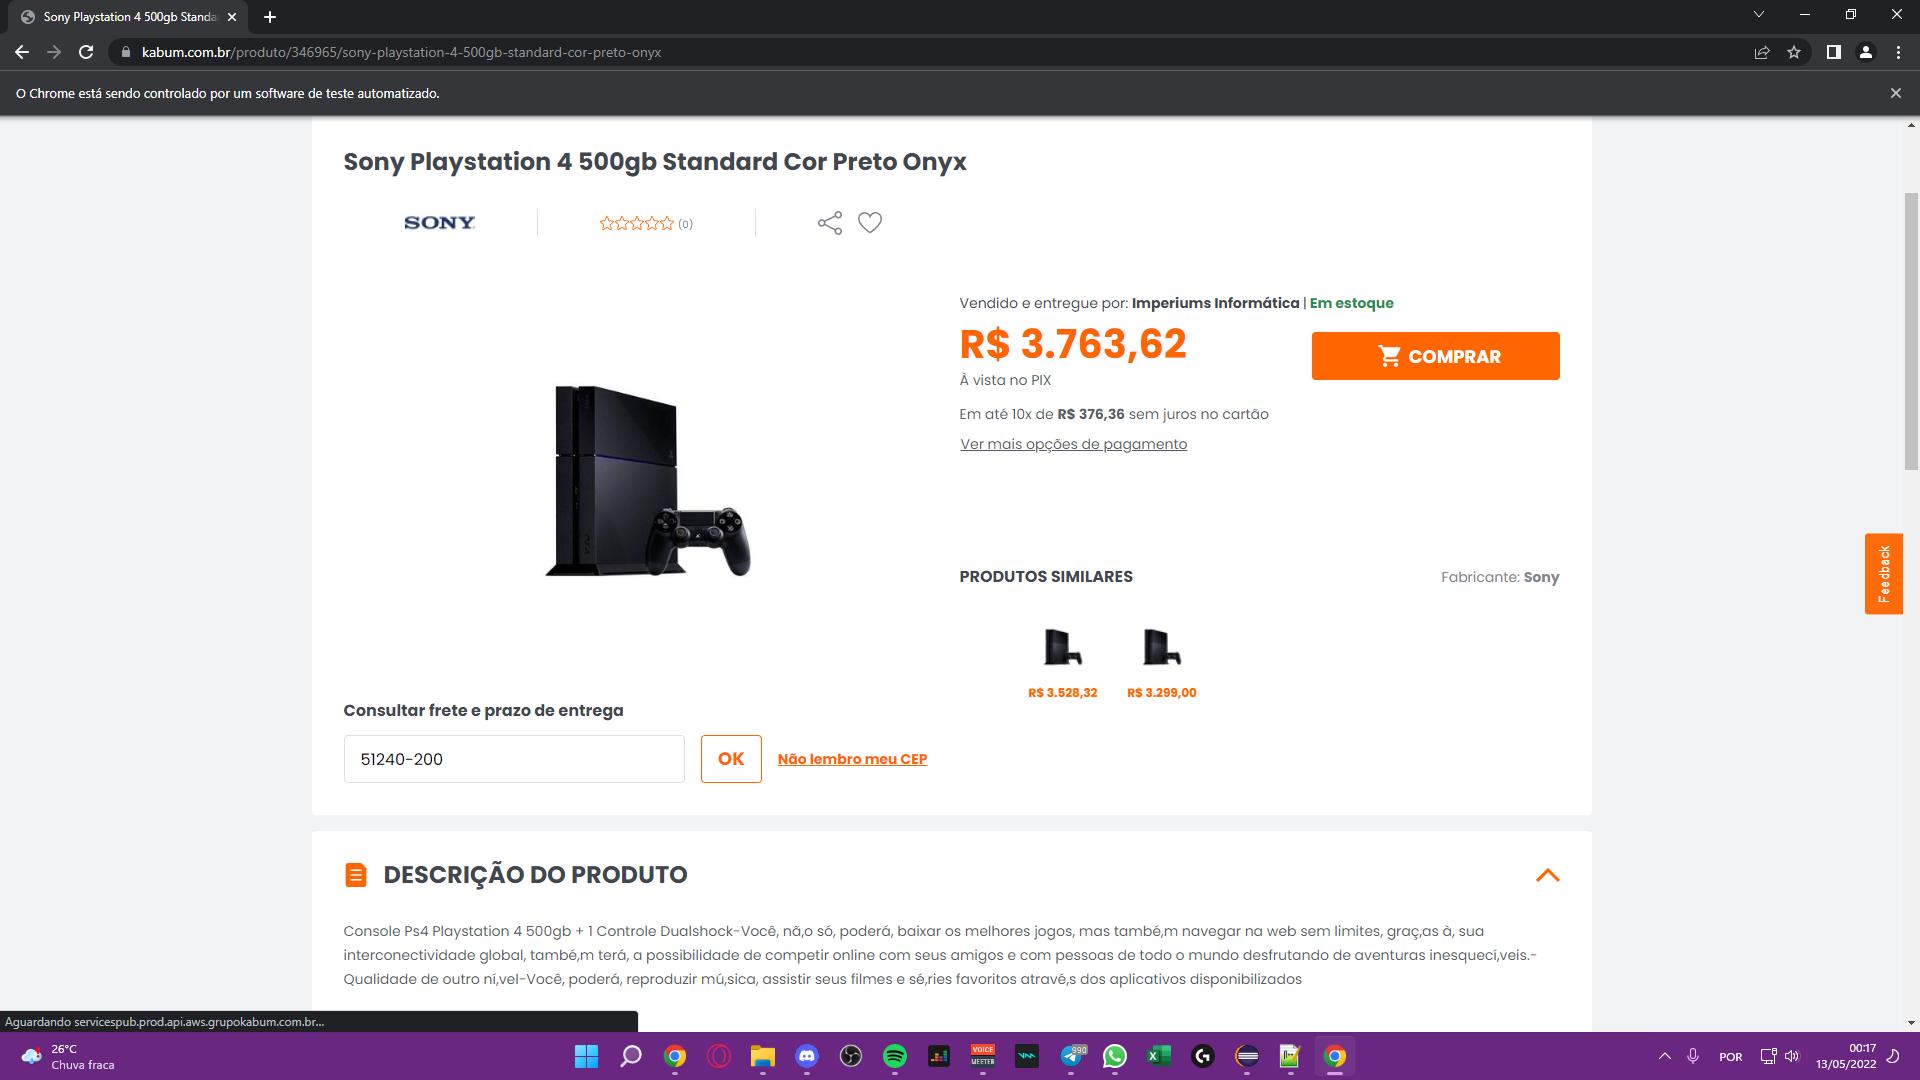 Sony Playstation 4 500gb Standa
kabum.com.br/produto/346965/sony-playstation-4-500gb-standard-cor-preto-onyx
O Chrome está sendo controlado por um software de teste automatizado.
Sony Playstation 4 500gb Standard Cor Preto Onyx
SONY
(0)
Vendido e entregue por: Imperiums Informática | Em estoque
R$ 3.763,62
COMPRAR
À vista no PIX
Em até 10x de R$ 376,36 sem juros no cartão
Ver mais opções de pagamento
Feedback
PRODUTOS SIMILARES
Fabricante: Sony
R$ 3.528,32
R$ 3.299,00
Consultar frete e prazo de entrega
51240-200
OK
Não lembro meu CEP
DESCRIÇÃO DO PRODUTO
Console Ps4 Playstation 4 500gb + 1 Controle Dualshock-Você, nã,o só, poderá, baixar os melhores jogos, mas també,m navegar na web sem limites, graç,as à, sua
interconectividade global, també,m terá, a possibilidade de competir online com seus amigos e com pessoas de todo o mundo desfrutando de aventuras inesquecí,veis.-
Qualidade de outro ní,vel-Você, poderá, reproduzir mú,sica, assistir seus filmes e sé,ries favoritos atravé,s dos aplicativos disponibilizados
Aguardando servicespub.prod.api.aws.grupokabum.com.br...
26°C
Chuva fraca
VOICE
MEETER
990
POR
00:17
13/05/2022